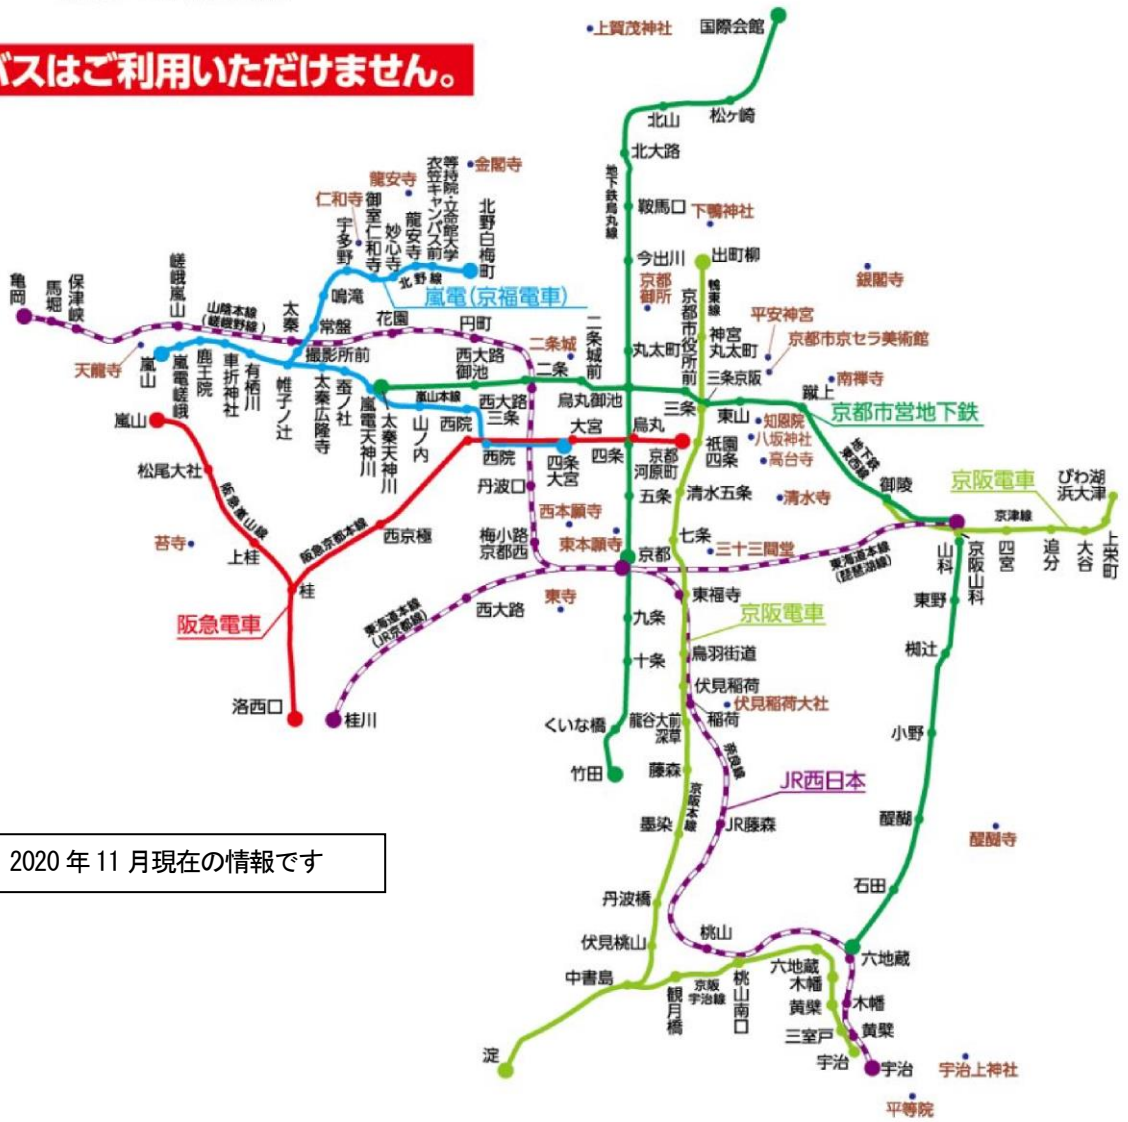 バスはご利用いただけません。
上賀茂神社
国際会館
北山
松ヶ崎
北大路
地下鉄烏丸線
鞍馬口
下鴨神社
今出川
出町柳
鴨東線
京都
御所
銀閣寺
金閣寺
龍安寺
仁和寺
宇多野
御室仁和寺
妙心寺
龍安寺
等持院・立命館大学
衣笠キャンパス前
北野白梅町
北野線
嵐電(京福電車)
鳴滝
常盤
撮影所前
亀岡
馬堀
保津峡
嵯峨嵐山
山陰本線
(嵯峨野線)
太秦
花園
円町
二条城
二条
二条城前
丸太町
京都市役所前
神宮
丸太町
平安神宮
京都市京セラ美術館
南禅寺
天龍寺
嵐山
嵐電嵯峨
鹿王院
車折神社
有栖川
帷子ノ辻
太秦広隆寺
蚕ノ社
嵐電天神川
太秦天神川
嵐山本線
山ノ内
西大路
御池
西大路
三条
西院
烏丸御池
三条京阪
三条
東山
蹴上
京都市営地下鉄
地下鉄
東西線
知恩院
八坂神社
高台寺
嵐山
松尾大社
阪急嵐山線
上桂
苔寺
桂
阪急京都本線
西京極
西院
大宮
四条
大宮
烏丸
四条
京都
河原町
祇園
四条
御陵
京阪電車
びわ湖
浜大津
丹波口
五条
清水五条
清水寺
西本願寺
東本願寺
梅小路
京都西
京都
七条
三十三間堂
東海道本線
(琵琶湖線)
京津線
山科
京阪山科
四宮
追分
大谷
上栄町
阪急電車
洛西口
東海道本線
(JR京都線)
西大路
桂川
東寺
東福寺
京阪電車
九条
鳥羽街道
十条
伏見稲荷
伏見稲荷大社
稲荷
龍谷大前
深草
くいな橋
竹田
藤森
奈良線
JR西日本
京阪本線
墨染
JR藤森
東野
椥辻
小野
醍醐
醍醐寺
石田
2020年11月現在の情報です
丹波橋
伏見桃山
桃山
中書島
観月橋
京阪
宇治線
桃山南口
六地蔵
六地蔵
木幡
木幡
黄檗
黄檗
三室戸
宇治
宇治
淀
宇治上神社
平等院